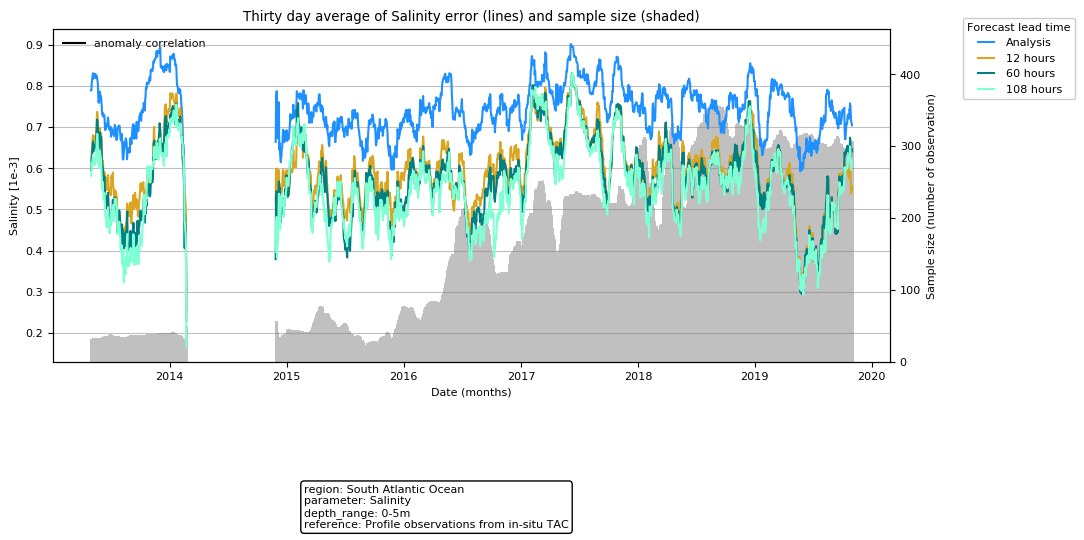 Thirty day average of Salinity error (lines) and sample size (shaded)
anomaly correlation
Salinity [1e-3]
0.9
0.8
0.7
0.6
0.5
0.4
0.3
0.2
400
300
200
100
0
Sample size (number of observation)
2014 2015 2016 2017 2018 2019 2020
Date (months)
Forecast lead time
Analysis
12 hours
60 hours
108 hours
region: South Atlantic Ocean
parameter: Salinity
depth_range: 0-5m
reference: Profile observations from in-situ TAC